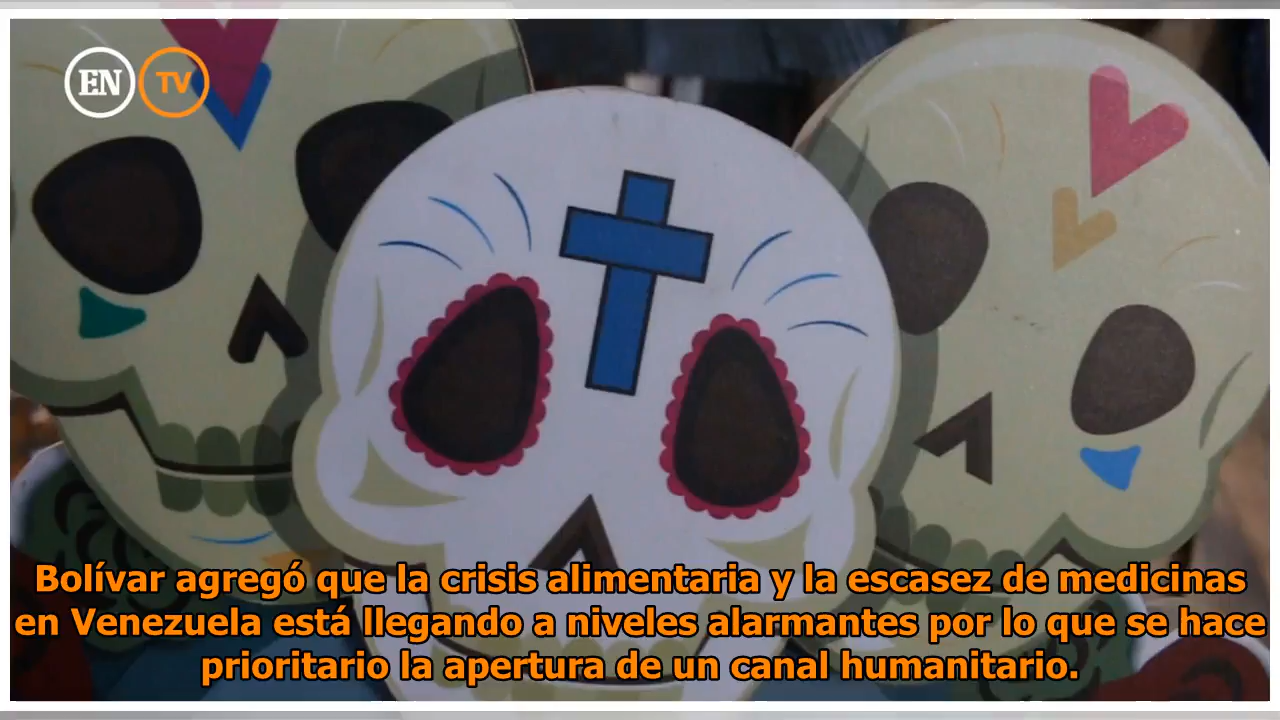 EN TV
Bolívar agregó que la crisis alimentaria y la escasez de medicinas
en Venezuela está llegando a niveles alarmantes por lo que se hace
prioritario la apertura de un canal humanitario.